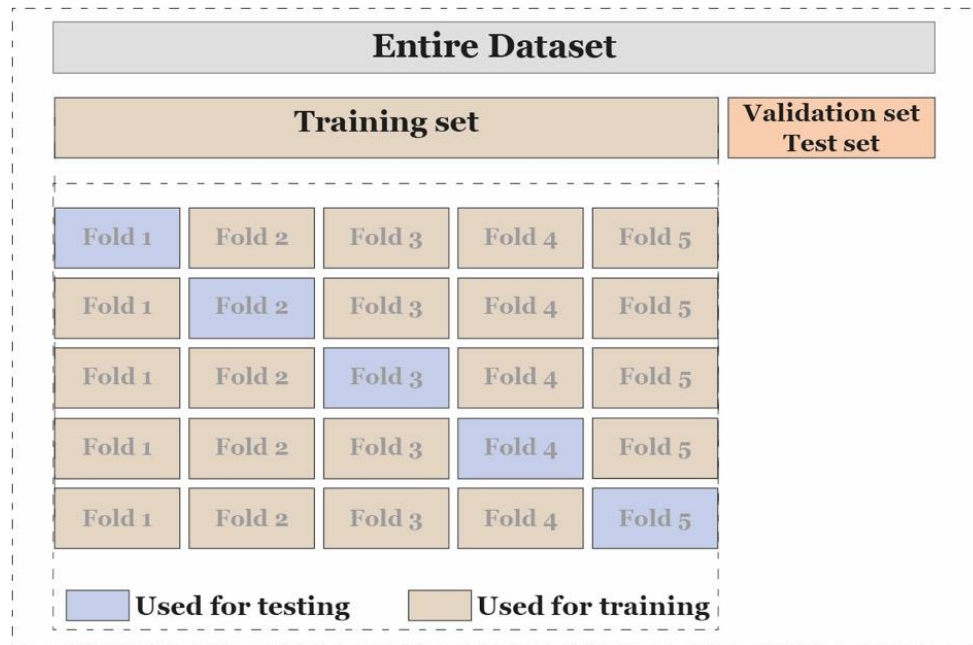 Entire Dataset
Training set
Validation set
Test set
Fold 1 Fold 2 Fold 3 Fold 4 Fold 5
Fold 1 Fold 2 Fold 3 Fold 4 Fold 5
Fold 1 Fold 2 Fold 3 Fold 4 Fold 5
Fold 1 Fold 2 Fold 3 Fold 4 Fold 5
Fold 1 Fold 2 Fold 3 Fold 4 Fold 5
Used for testing Used for training